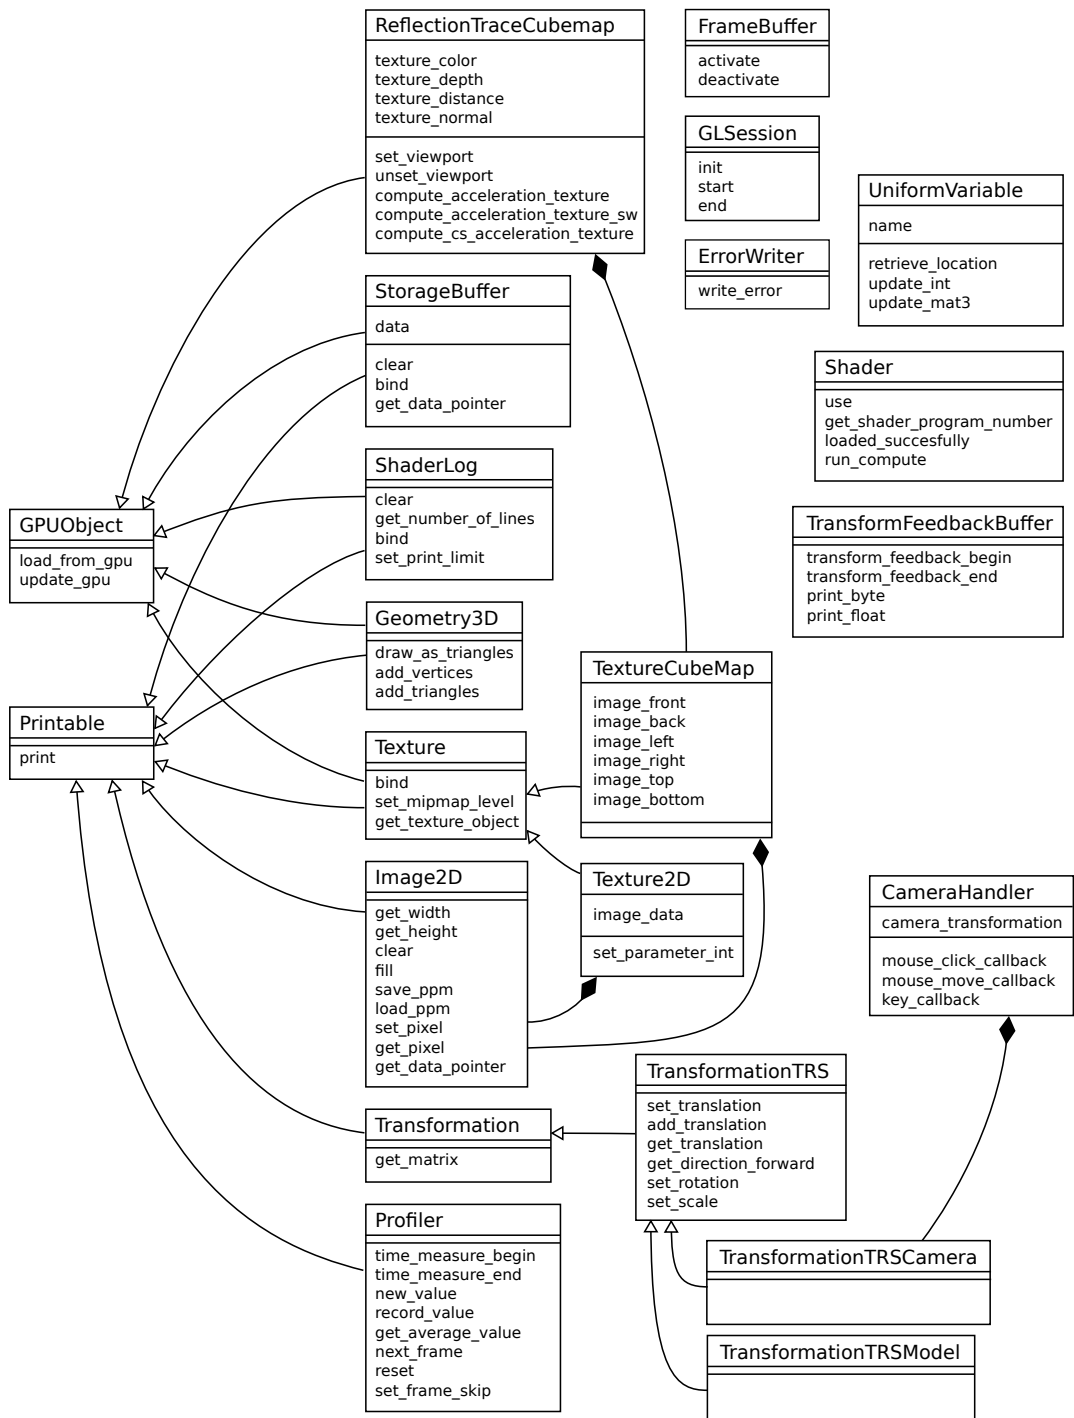 ReflectionTraceCubemap
texture_color
texture_depth
texture_distance
texture_normal
set_viewport
unset_viewport
compute_acceleration_texture
compute_acceleration_texture_sw
compute_cs_acceleration_texture
FrameBuffer
activate
deactivate
GLSession
init
start
end
UniformVariable
name
retrieve_location
update_int
update_mat3
ErrorWriter
write_error
StorageBuffer
data
clear
bind
get_data_pointer
Shader
use
get_shader_program_number
loaded_succesfully
run_compute
ShaderLog
clear
get_number_of_lines
bind
set_print_limit
GPUObject
load_from_gpu
update_gpu
TransformFeedbackBuffer
transform_feedback_begin
transform_feedback_end
print_byte
print_float
Geometry3D
draw_as_triangles
add_vertices
add_triangles
TextureCubeMap
image_front
image_back
image_left
image_right
image_top
image_bottom
Printable
print
Texture
bind
set_mipmap_level
get_texture_object
Image2D
get_width
get_height
clear
fill
save_ppm
load_ppm
set_pixel
get_pixel
get_data_pointer
Texture2D
image_data
set_parameter_int
CameraHandler
camera_transformation
mouse_click_callback
mouse_move_callback
key_callback
TransformationTRS
set_translation
add_translation
get_translation
get_direction_forward
set_rotation
set_scale
Transformation
get_matrix
Profiler
time_measure_begin
time_measure_end
new_value
record_value
get_average_value
next_frame
reset
set_frame_skip
TransformationTRSCamera
TransformationTRSModel